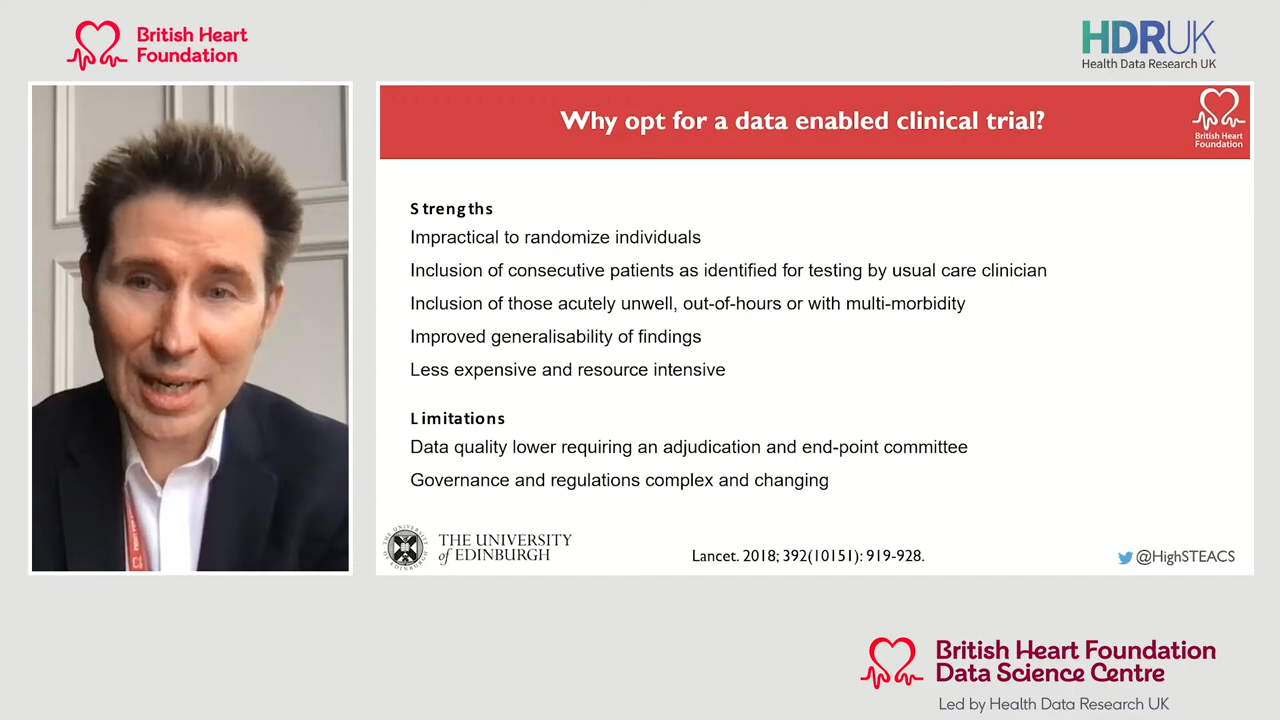 British Heart
Foundation
HDRUK
Health Data Research UK
Why opt for a data enabled clinical trial?
British Heart
Foundation
Strengths
Impractical to randomize individuals
Inclusion of consecutive patients as identified for testing by usual care clinician
Inclusion of those acutely unwell, out-of-hours or with multi-morbidity
Improved generalisability of findings
Less expensive and resource intensive
Limitations
Data quality lower requiring an adjudication and end-point committee
Governance and regulations complex and changing
THE UNIVERSITY
of EDINBURGH
Lancet. 2018; 392(10151): 919-928.
@HighSTEACS
British Heart Foundation
Data Science Centre
Led by Health Data Research UK